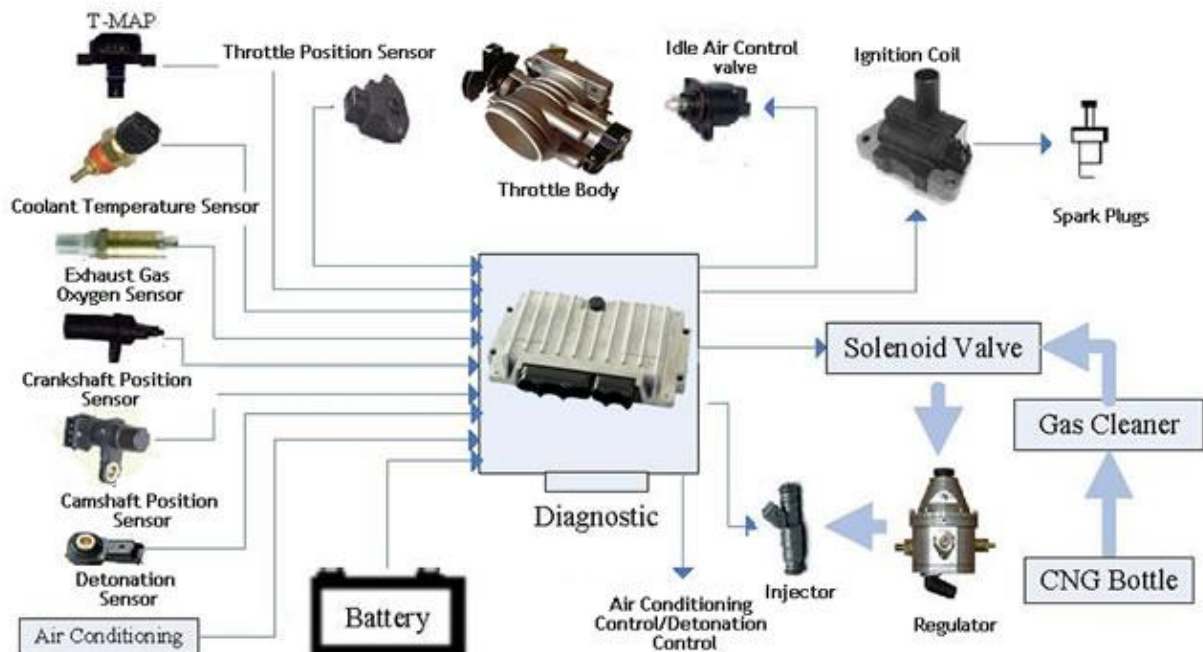 T-MAP
Throttle Position Sensor
Idle Air Control
valve
Ignition Coil
Throttle Body
Spark Plugs
Coolant Temperature Sensor
Exhaust Gas
Oxygen Sensor
Crankshaft Position
Sensor
Camshaft Position
Sensor
Detonation
Sensor
Air Conditioning
Battery
Diagnostic
Air Conditioning
Control/Detonation
Control
Injector
Regulator
Solenoid Valve
Gas Cleaner
CNG Bottle